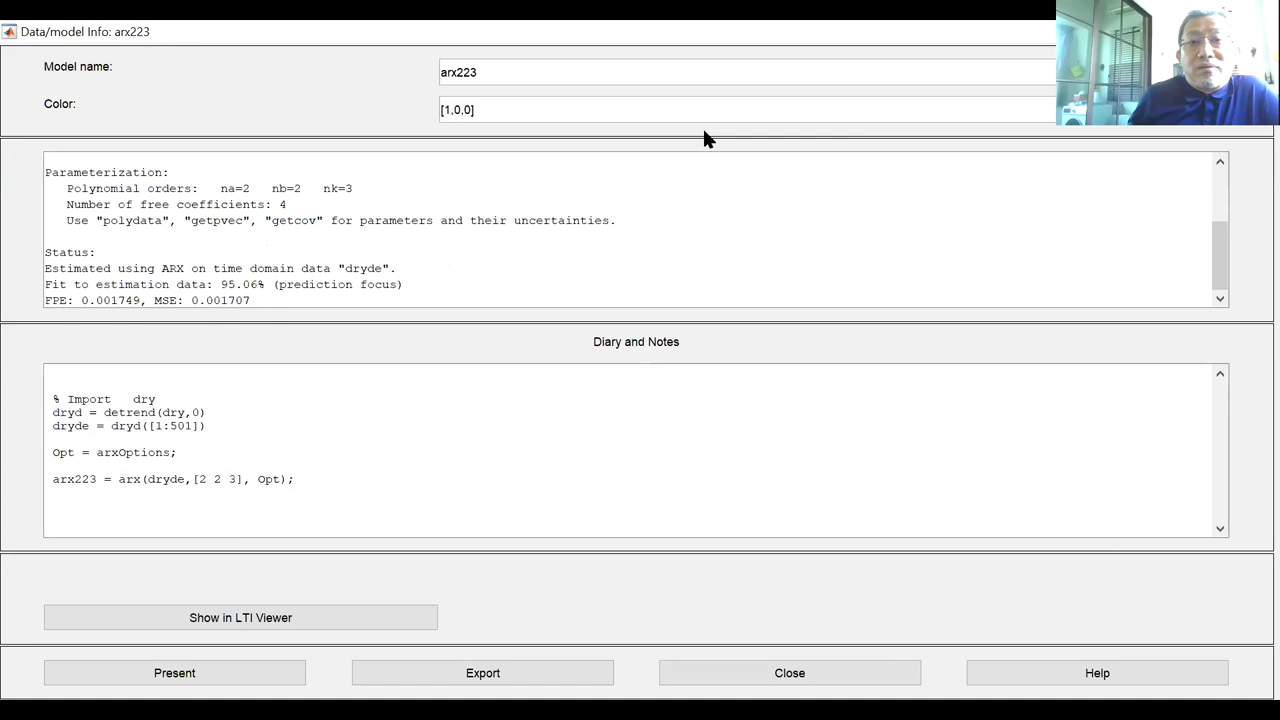 Data/model Info: arx223
Model name:
arx223
Color:
[1,0,0]
Parameterization:
Polynomial orders: na=2 nb=2 nk=3
Number of free coefficients: 4
Use "polydata", "getpvec", "getcov" for parameters and their uncertainties.
Status:
Estimated using ARX on time domain data "dryde".
Fit to estimation data: 95.06% (prediction focus)
FPE: 0.001749, MSE: 0.001707
Diary and Notes
% Import dry
dryd = detrend(dry,0)
dryde = dryd([1:501])
Opt = arxOptions;
arx223 = arx(dryde,[2 2 3], Opt);
Show in LTI Viewer
Present
Export
Close
Help